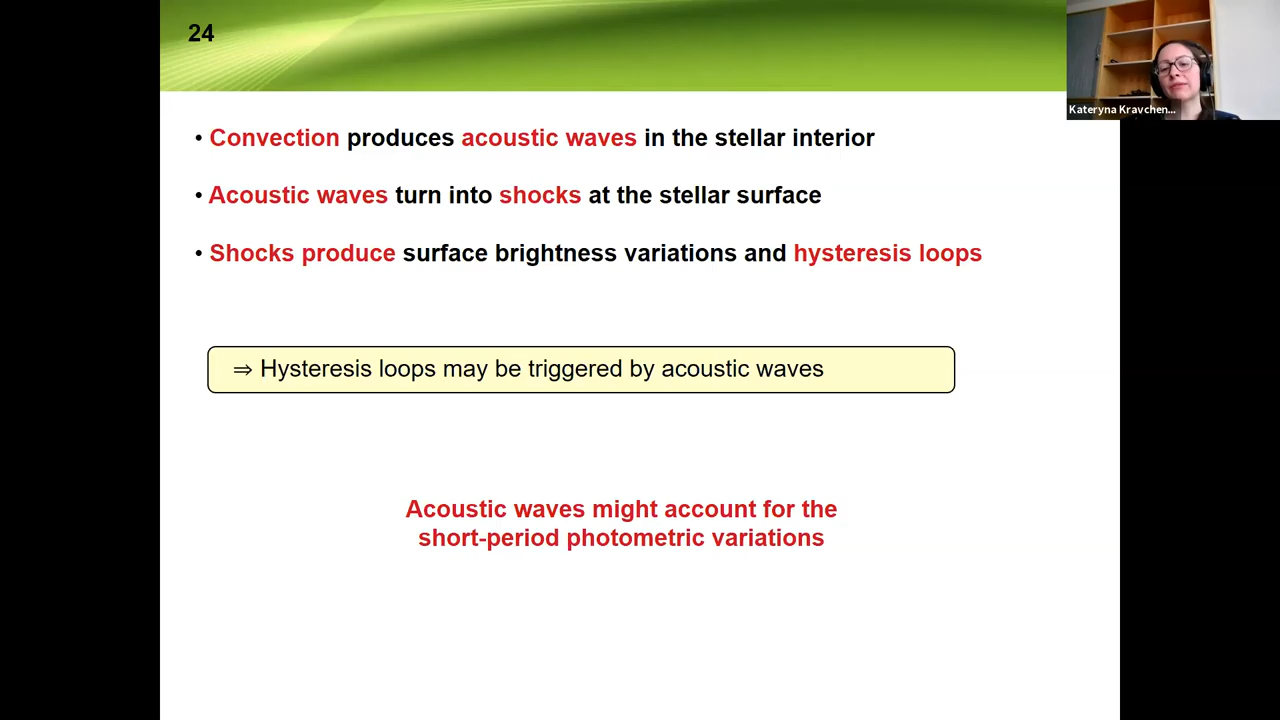 24
Kateryna Kravchen...
• Convection produces acoustic waves in the stellar interior
• Acoustic waves turn into shocks at the stellar surface
• Shocks produce surface brightness variations and hysteresis loops
⇒ Hysteresis loops may be triggered by acoustic waves
Acoustic waves might account for the
short-period photometric variations